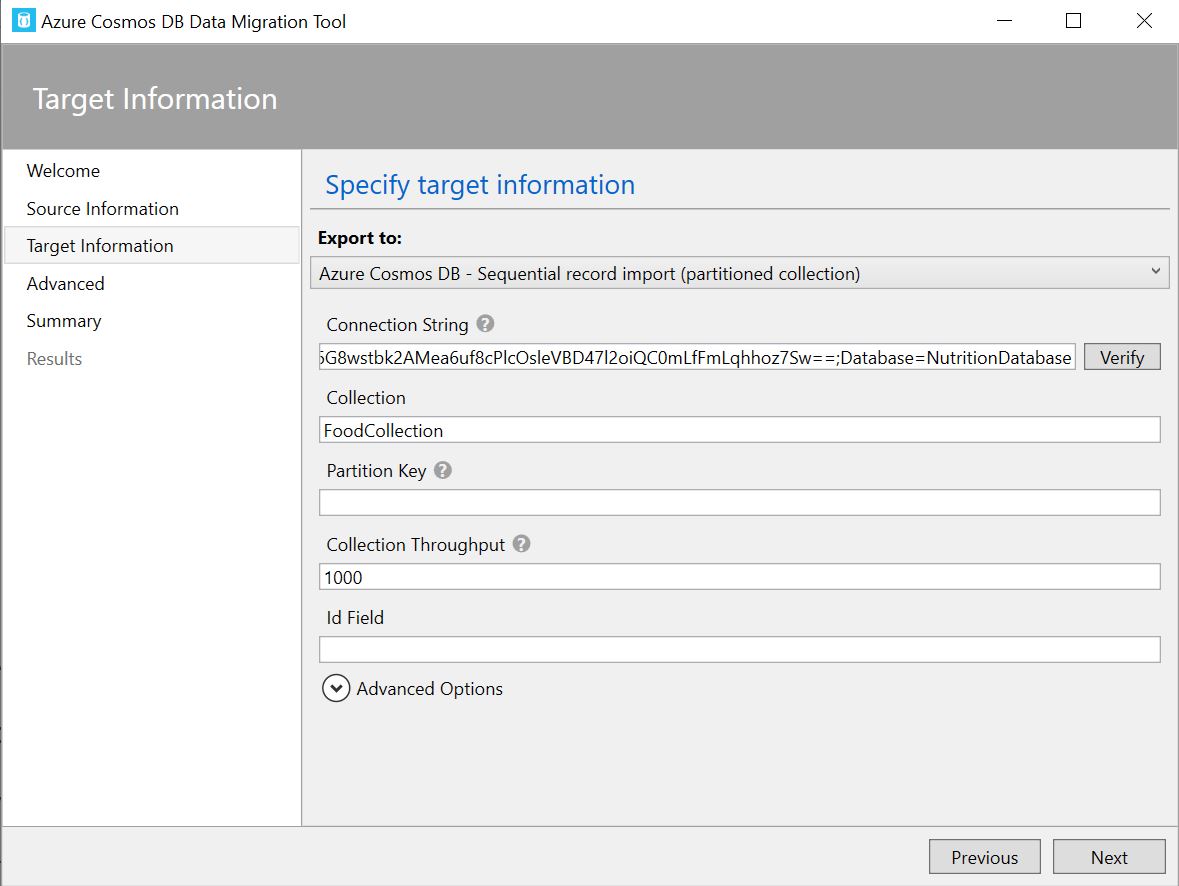 Azure Cosmos DB Data Migration Tool
Target Information
Welcome
Source Information
Target Information
Advanced
Summary
Results
Specify target information
Export to:
Azure Cosmos DB - Sequential record import (partitioned collection)
Connection String ?
5G8wstbk2AMea6uf8cPlcOsleVBD47l2oiQC0mLfFmLqhhoz7Sw==;Database=NutritionDatabase
Verify
Collection
FoodCollection
Partition Key ?
Collection Throughput ?
1000
Id Field
Advanced Options
Previous
Next